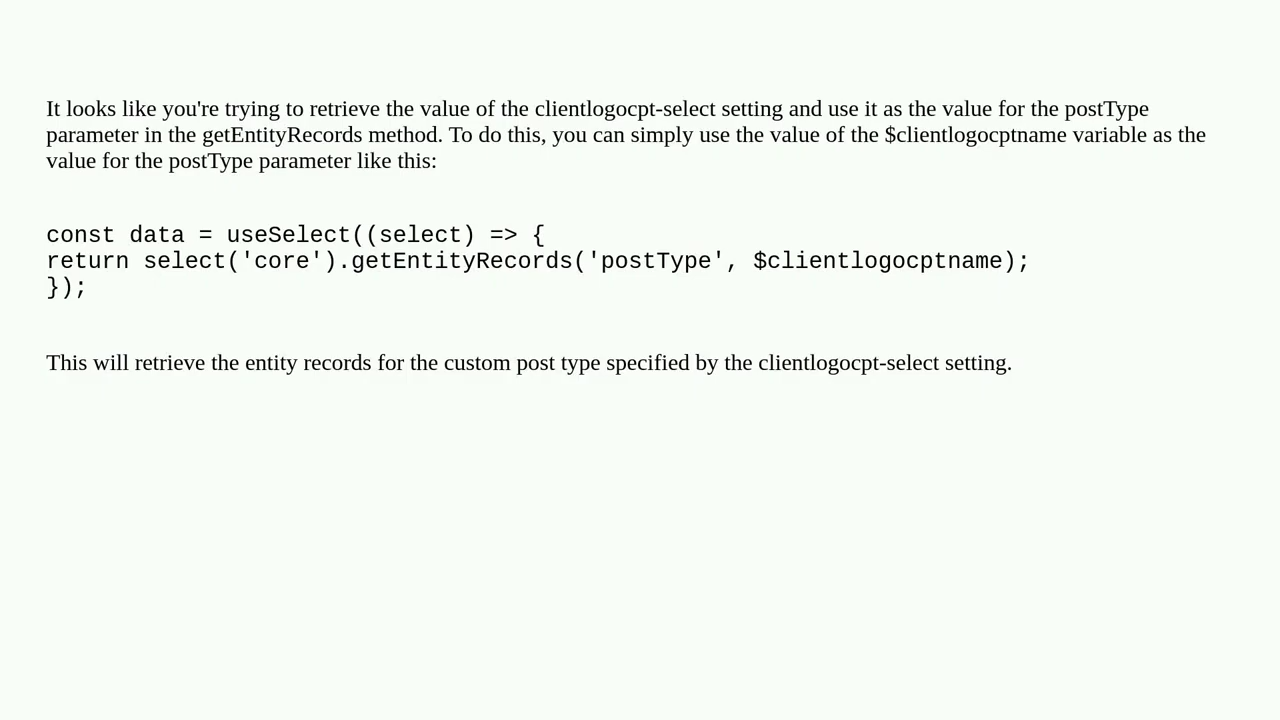 It looks like you're trying to retrieve the value of the clientlogocpt-select setting and use it as the value for the postType
parameter in the getEntityRecords method. To do this, you can simply use the value of the $clientlogocptname variable as the
value for the postType parameter like this:
const data = useSelect((select) => {
return select('core').getEntityRecords('postType', $clientlogocptname);
});
This will retrieve the entity records for the custom post type specified by the clientlogocpt-select setting.